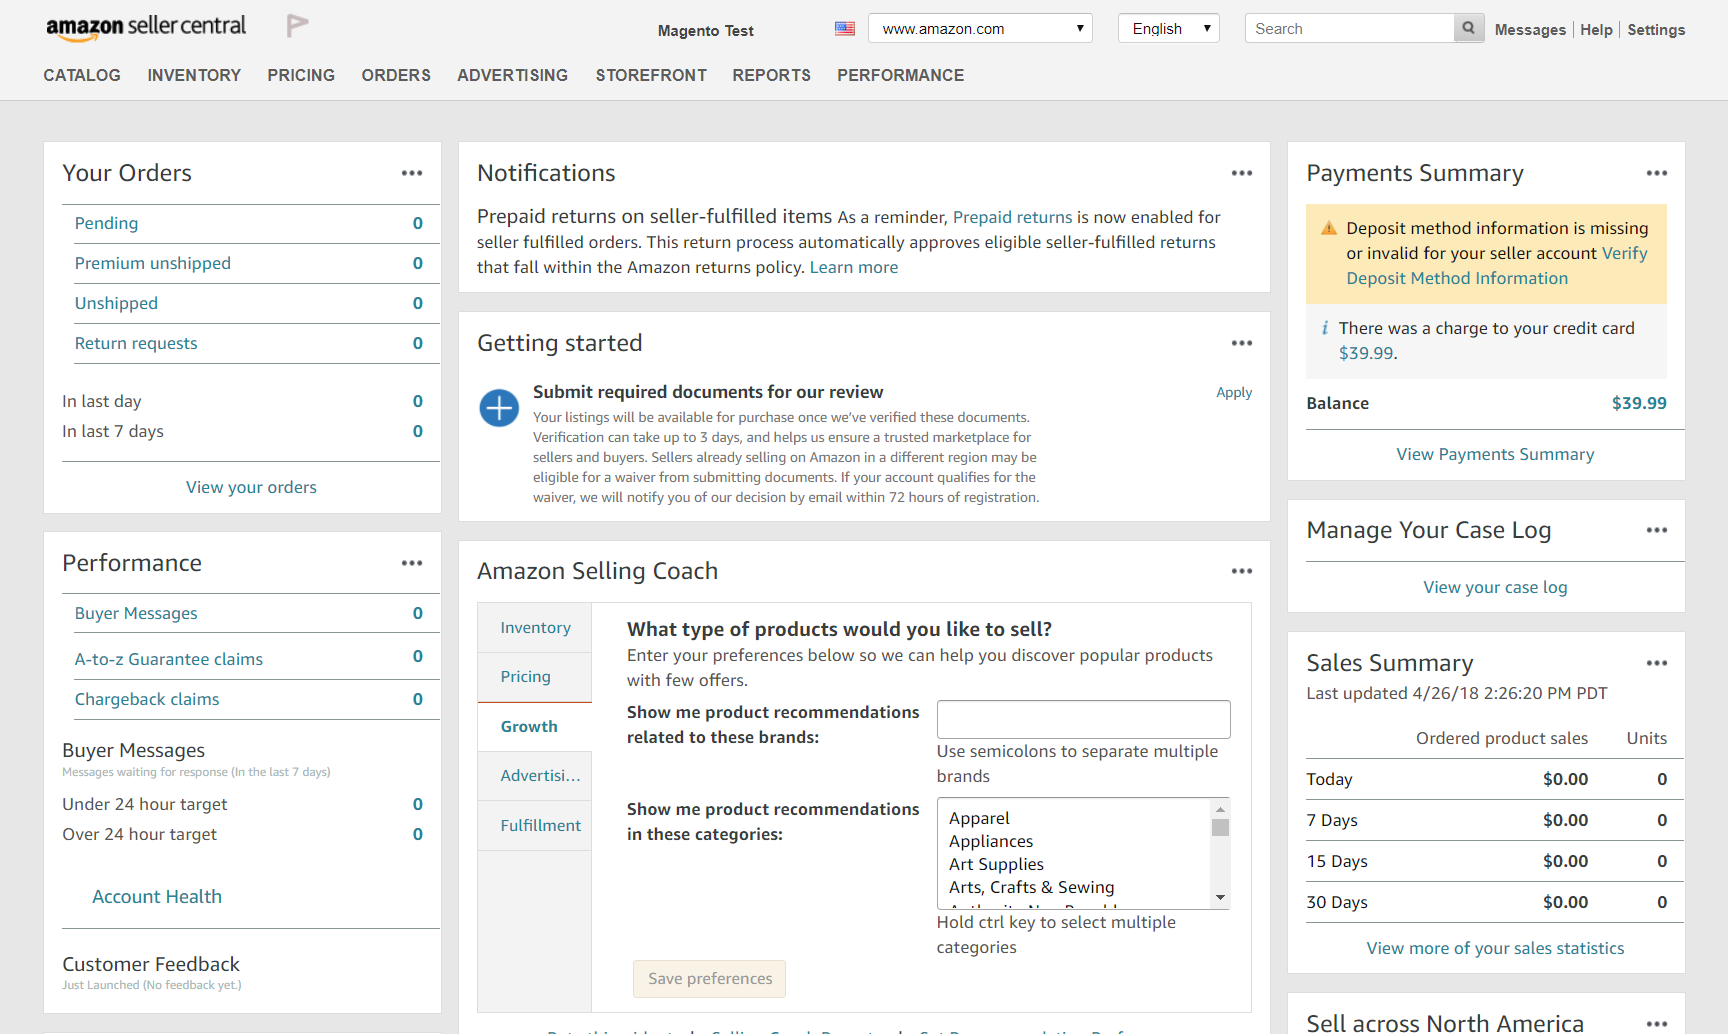 amazon seller central
Magento Test
www.amazon.com
English
Search
Messages
Help
Settings
CATALOG
INVENTORY
PRICING
ORDERS
ADVERTISING
STOREFRONT
REPORTS
PERFORMANCE
Your Orders
Pending 0
Premium unshipped 0
Unshipped 0
Return requests 0
In last day 0
In last 7 days 0
View your orders
Performance
Buyer Messages 0
A-to-z Guarantee claims 0
Chargeback claims 0
Buyer Messages
Messages waiting for response (In the last 7 days)
Under 24 hour target 0
Over 24 hour target 0
Account Health
Customer Feedback
Just Launched (No feedback yet.)
Notifications
Prepaid returns on seller-fulfilled items As a reminder, Prepaid returns is now enabled for
seller fulfilled orders. This return process automatically approves eligible seller-fulfilled returns
that fall within the Amazon returns policy. Learn more
Getting started
Submit required documents for our review
Apply
Your listings will be available for purchase once we've verified these documents.
Verification can take up to 3 days, and helps us ensure a trusted marketplace for
sellers and buyers. Sellers already selling on Amazon in a different region may be
eligible for a waiver from submitting documents. If your account qualifies for the
waiver, we will notify you of our decision by email within 72 hours of registration.
Amazon Selling Coach
Inventory
Pricing
Growth
Advertisi...
Fulfillment
What type of products would you like to sell?
Enter your preferences below so we can help you discover popular products
with few offers.
Show me product recommendations
related to these brands:
Use semicolons to separate multiple
brands
Show me product recommendations
in these categories:
Apparel
Appliances
Art Supplies
Arts, Crafts & Sewing
Hold ctrl key to select multiple
categories
Save preferences
Payments Summary
Deposit method information is missing
or invalid for your seller account Verify
Deposit Method Information
i There was a charge to your credit card
$39.99.
Balance $39.99
View Payments Summary
Manage Your Case Log
View your case log
Sales Summary
Last updated 4/26/18 2:26:20 PM PDT
Ordered product sales Units
Today $0.00 0
7 Days $0.00 0
15 Days $0.00 0
30 Days $0.00 0
View more of your sales statistics
Sell across North America